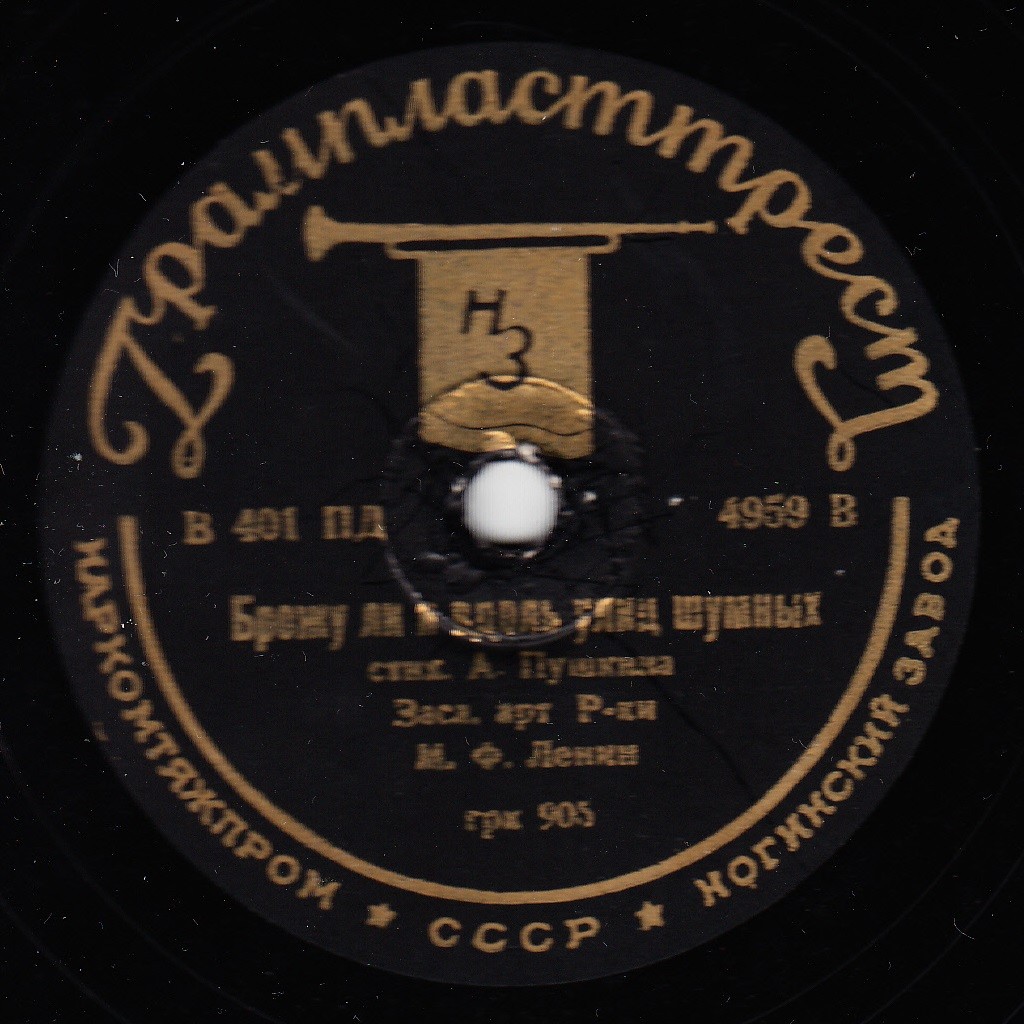 Грампласттрест
НЗ
В 401 ПД 4959 В
Брожу ли я вдоль улиц шумных
стих. А. Пушкина
Засл. арт Р-ки
М. Ф. Ленин
грк 905
НАРКОМТЯЖПРОМ ★ СССР ★ НОГИНСКИЙ ЗАВОД